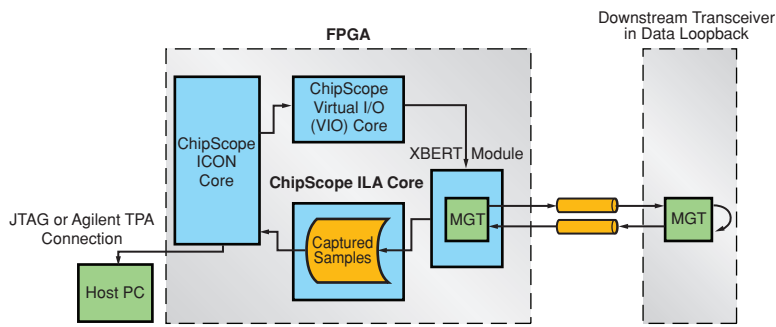 Downstream Transceiver
in Data Loopback
FPGA
ChipScope
ICON
Core
ChipScope
Virtual I/O
(VIO) Core
XBERT Module
ChipScope ILA Core
MGT
MGT
Captured
Samples
JTAG or Agilent TPA
Connection
Host PC